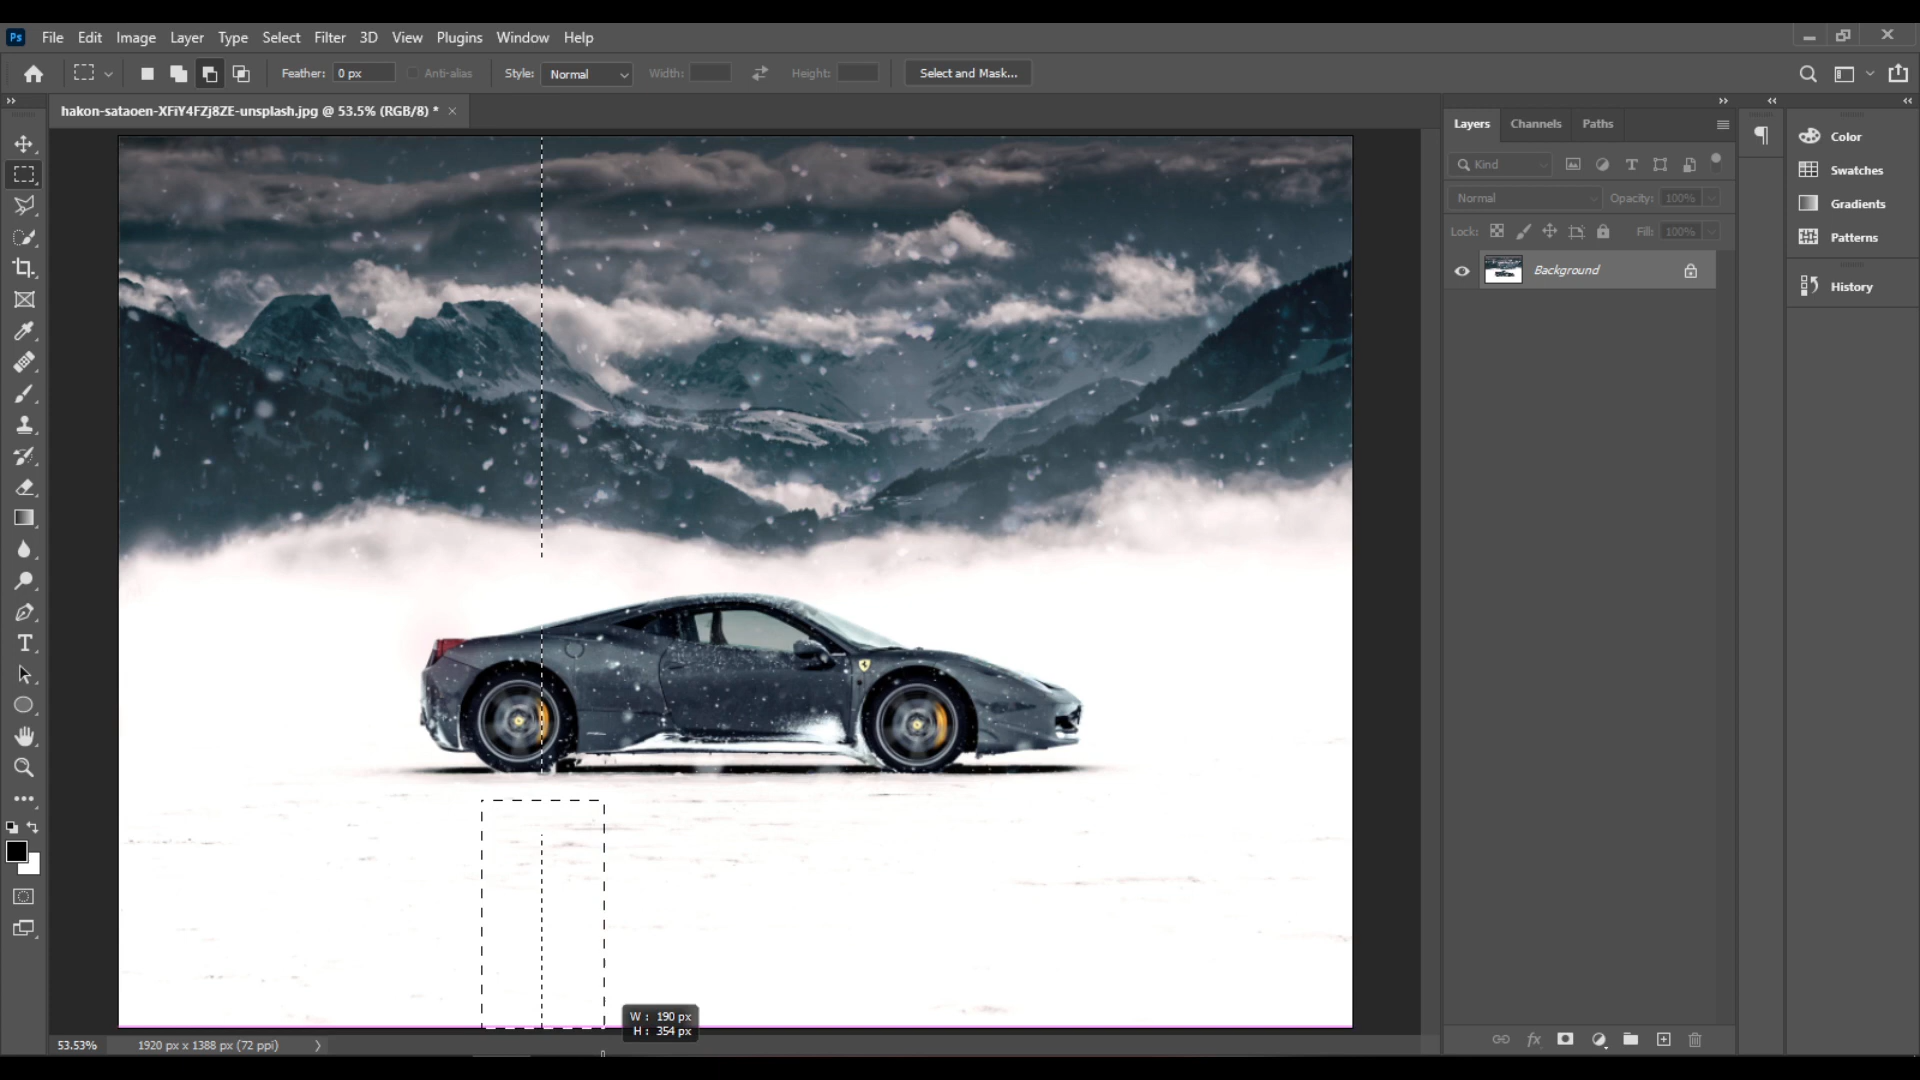 Ps File Edit Image Layer Type Select Filter 3D View Plugins Window Help
Feather: 0 px Anti-alias Style: Normal Width: Height: Select and Mask...
hakon-sataoen-XFiY4FZj8ZE-unsplash.jpg @ 53.5% (RGB/8) *
Layers Channels Paths
Kind
Normal Opacity: 100%
Lock: Fill: 100%
Background
Color
Swatches
Gradients
Patterns
History
W : 190 px
H : 354 px
53.53% 1920 px x 1388 px (72 ppi)